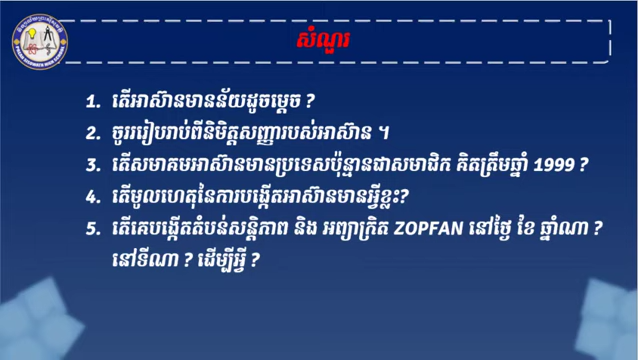 សំណួរ
1. តើអាស៊ានមានន័យដូចម្តេច ?
2. ចូររៀបរាប់ពីនិមិត្តសញ្ញារបស់អាស៊ាន ។
3. តើសមាគមអាស៊ានមានប្រទេសប៉ុន្មានជាសមាជិក គិតត្រឹមឆ្នាំ 1999 ?
4. តើមូលហេតុនៃការបង្កើតអាស៊ានមានអ្វីខ្លះ?
5. តើគេបង្កើតតំបន់សន្តិភាព និង អព្យាក្រិត ZOPFAN នៅថ្ងៃ ខែ ឆ្នាំណា ?
នៅទីណា ? ដើម្បីអ្វី ?